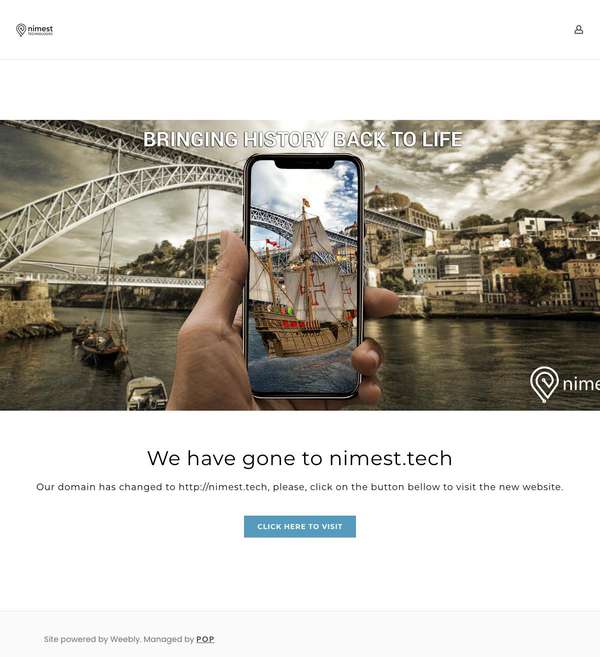 nimest
TECHNOLOGIES
BRINGING HISTORY BACK TO LIFE
nime
We have gone to nimest.tech
Our domain has changed to http://nimest.tech, please, click on the button bellow to visit the new website.
CLICK HERE TO VISIT
Site powered by Weebly. Managed by POP